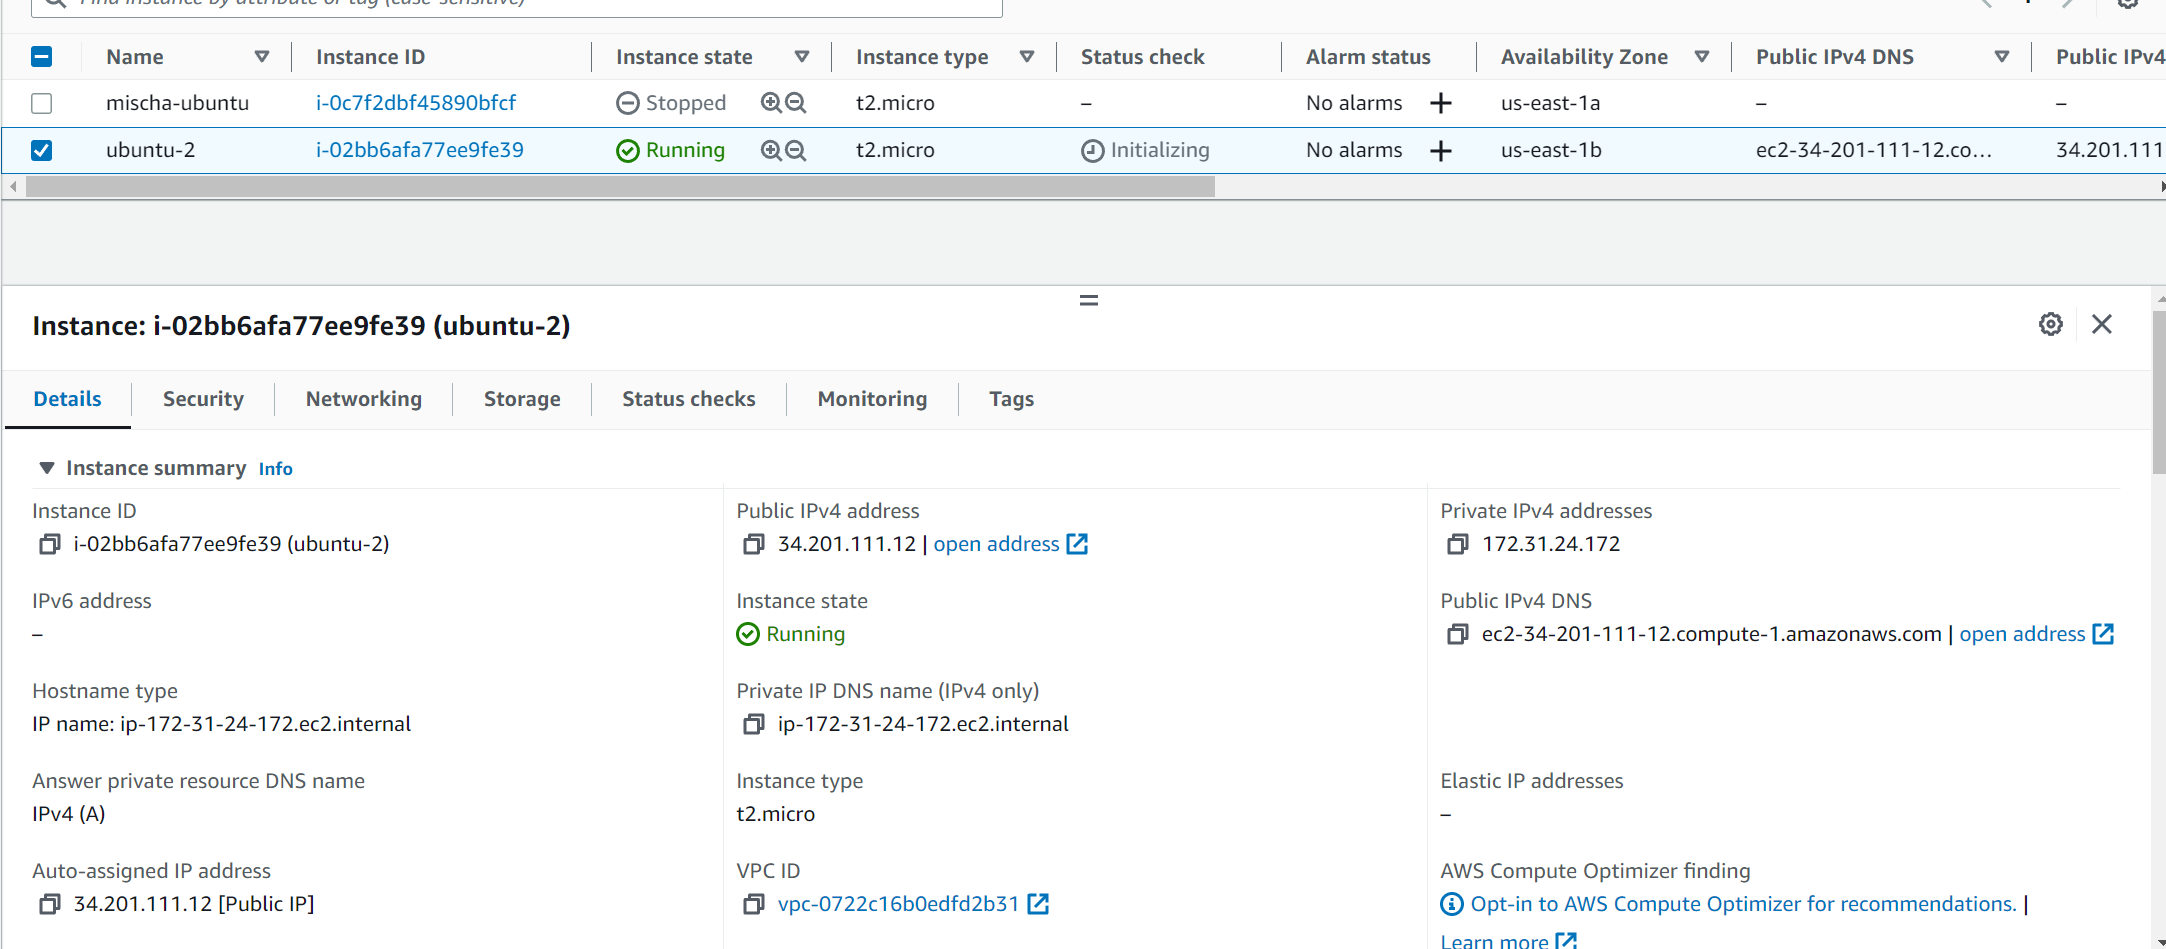 Find Instance by attribute or tag (case-sensitive)
Name Instance ID Instance state Instance type Status check Alarm status Availability Zone Public IPv4 DNS Public IPv4
mischa-ubuntu i-0c7f2dbf45890bfcf Stopped t2.micro – No alarms + us-east-1a – –
ubuntu-2 i-02bb6afa77ee9fe39 Running t2.micro Initializing No alarms + us-east-1b ec2-34-201-111-12.co... 34.201.111
Instance: i-02bb6afa77ee9fe39 (ubuntu-2)
Details Security Networking Storage Status checks Monitoring Tags
Instance summary Info
Instance ID Public IPv4 address Private IPv4 addresses
i-02bb6afa77ee9fe39 (ubuntu-2) 34.201.111.12 | open address 172.31.24.172
IPv6 address Instance state Public IPv4 DNS
– Running ec2-34-201-111-12.compute-1.amazonaws.com | open address
Hostname type Private IP DNS name (IPv4 only)
IP name: ip-172-31-24-172.ec2.internal ip-172-31-24-172.ec2.internal
Answer private resource DNS name Instance type Elastic IP addresses
IPv4 (A) t2.micro –
Auto-assigned IP address VPC ID AWS Compute Optimizer finding
34.201.111.12 [Public IP] vpc-0722c16b0edfd2b31 Opt-in to AWS Compute Optimizer for recommendations. |
Learn more